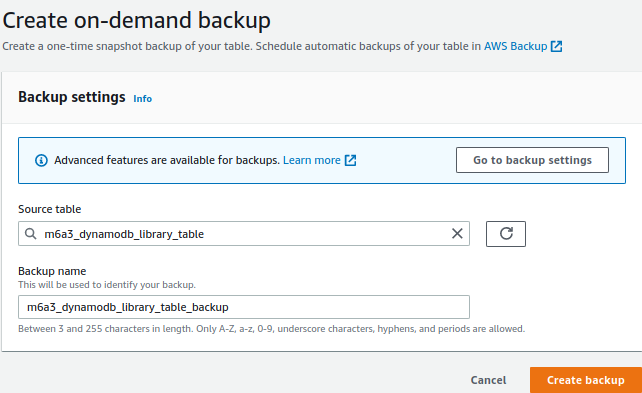 Create on-demand backup
Create a one-time snapshot backup of your table. Schedule automatic backups of your table in AWS Backup
Backup settings Info
Advanced features are available for backups. Learn more
Go to backup settings
Source table
m6a3_dynamodb_library_table
Backup name
This will be used to identify your backup.
m6a3_dynamodb_library_table_backup
Between 3 and 255 characters in length. Only A-Z, a-z, 0-9, underscore characters, hyphens, and periods are allowed.
Cancel Create backup